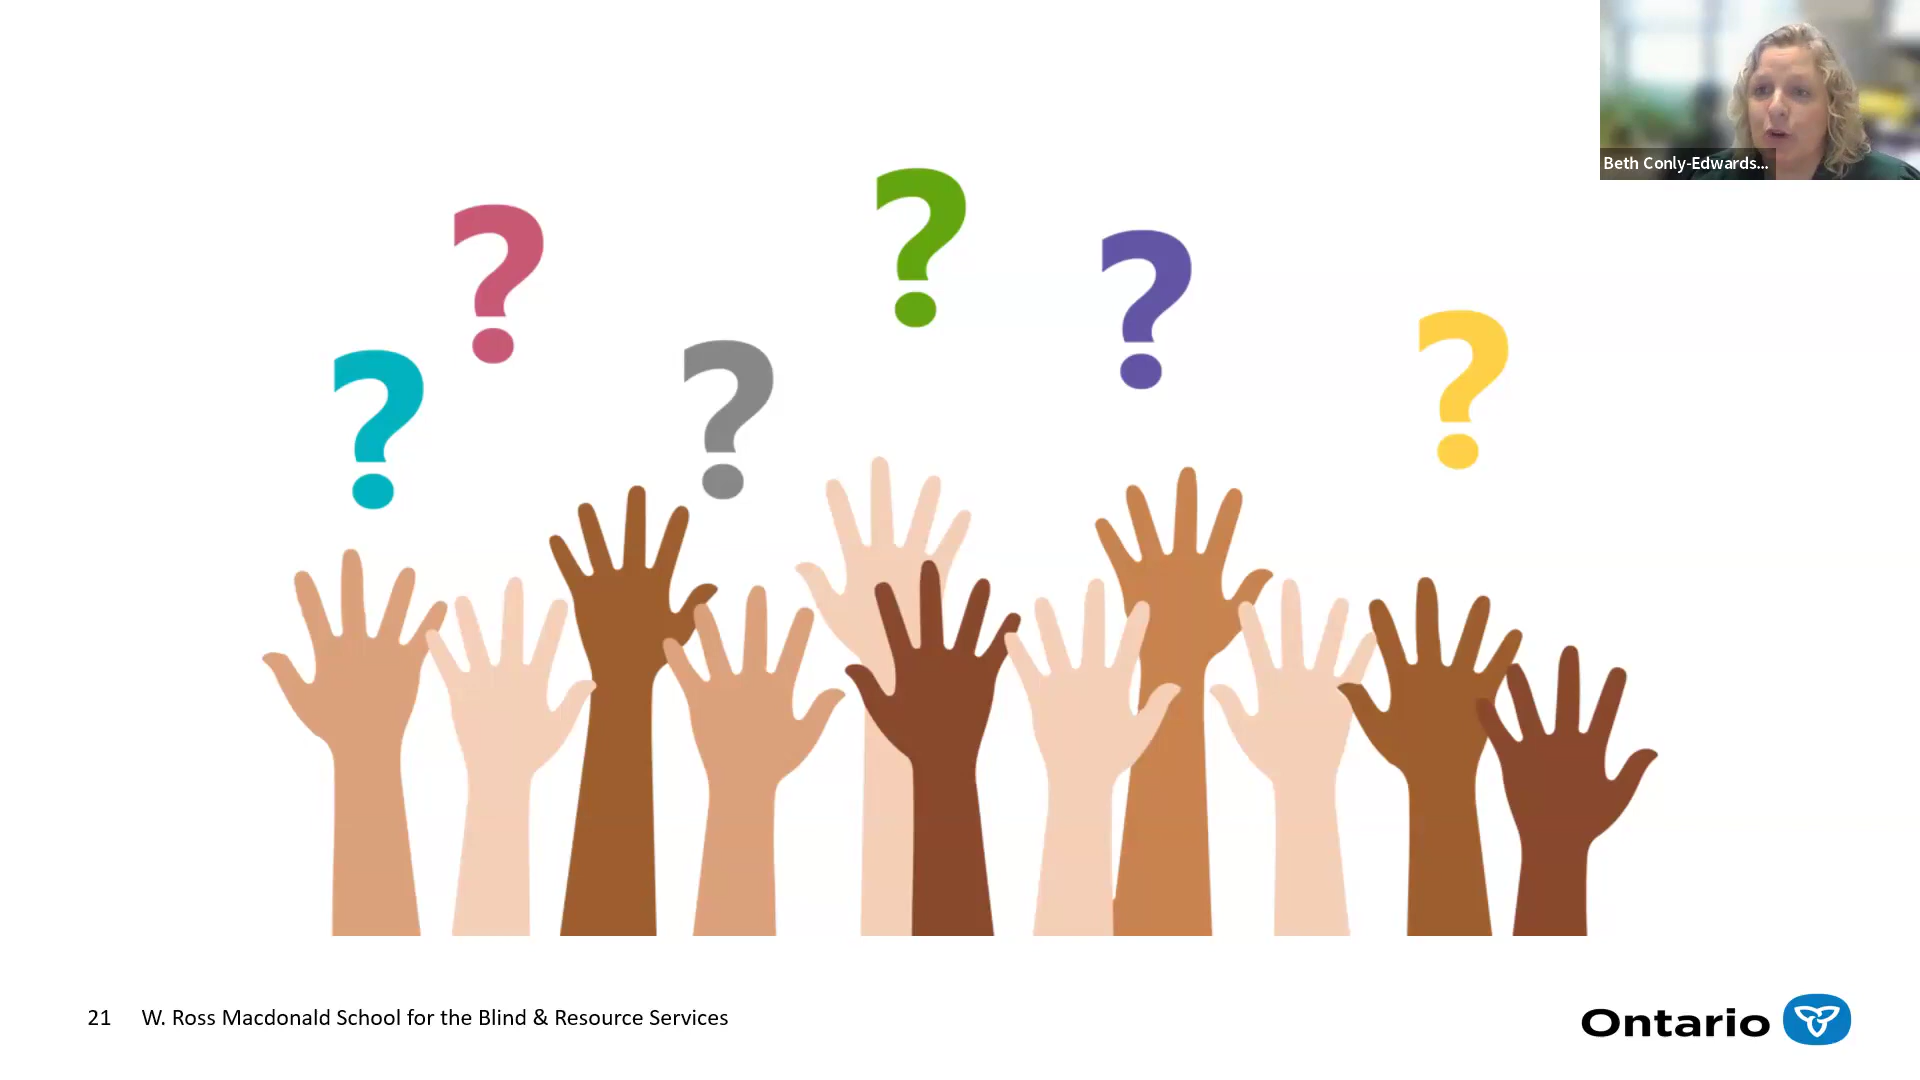 Beth Conly-Edwards...
? ? ? ? ? ?
21 W. Ross Macdonald School for the Blind & Resource Services
Ontario